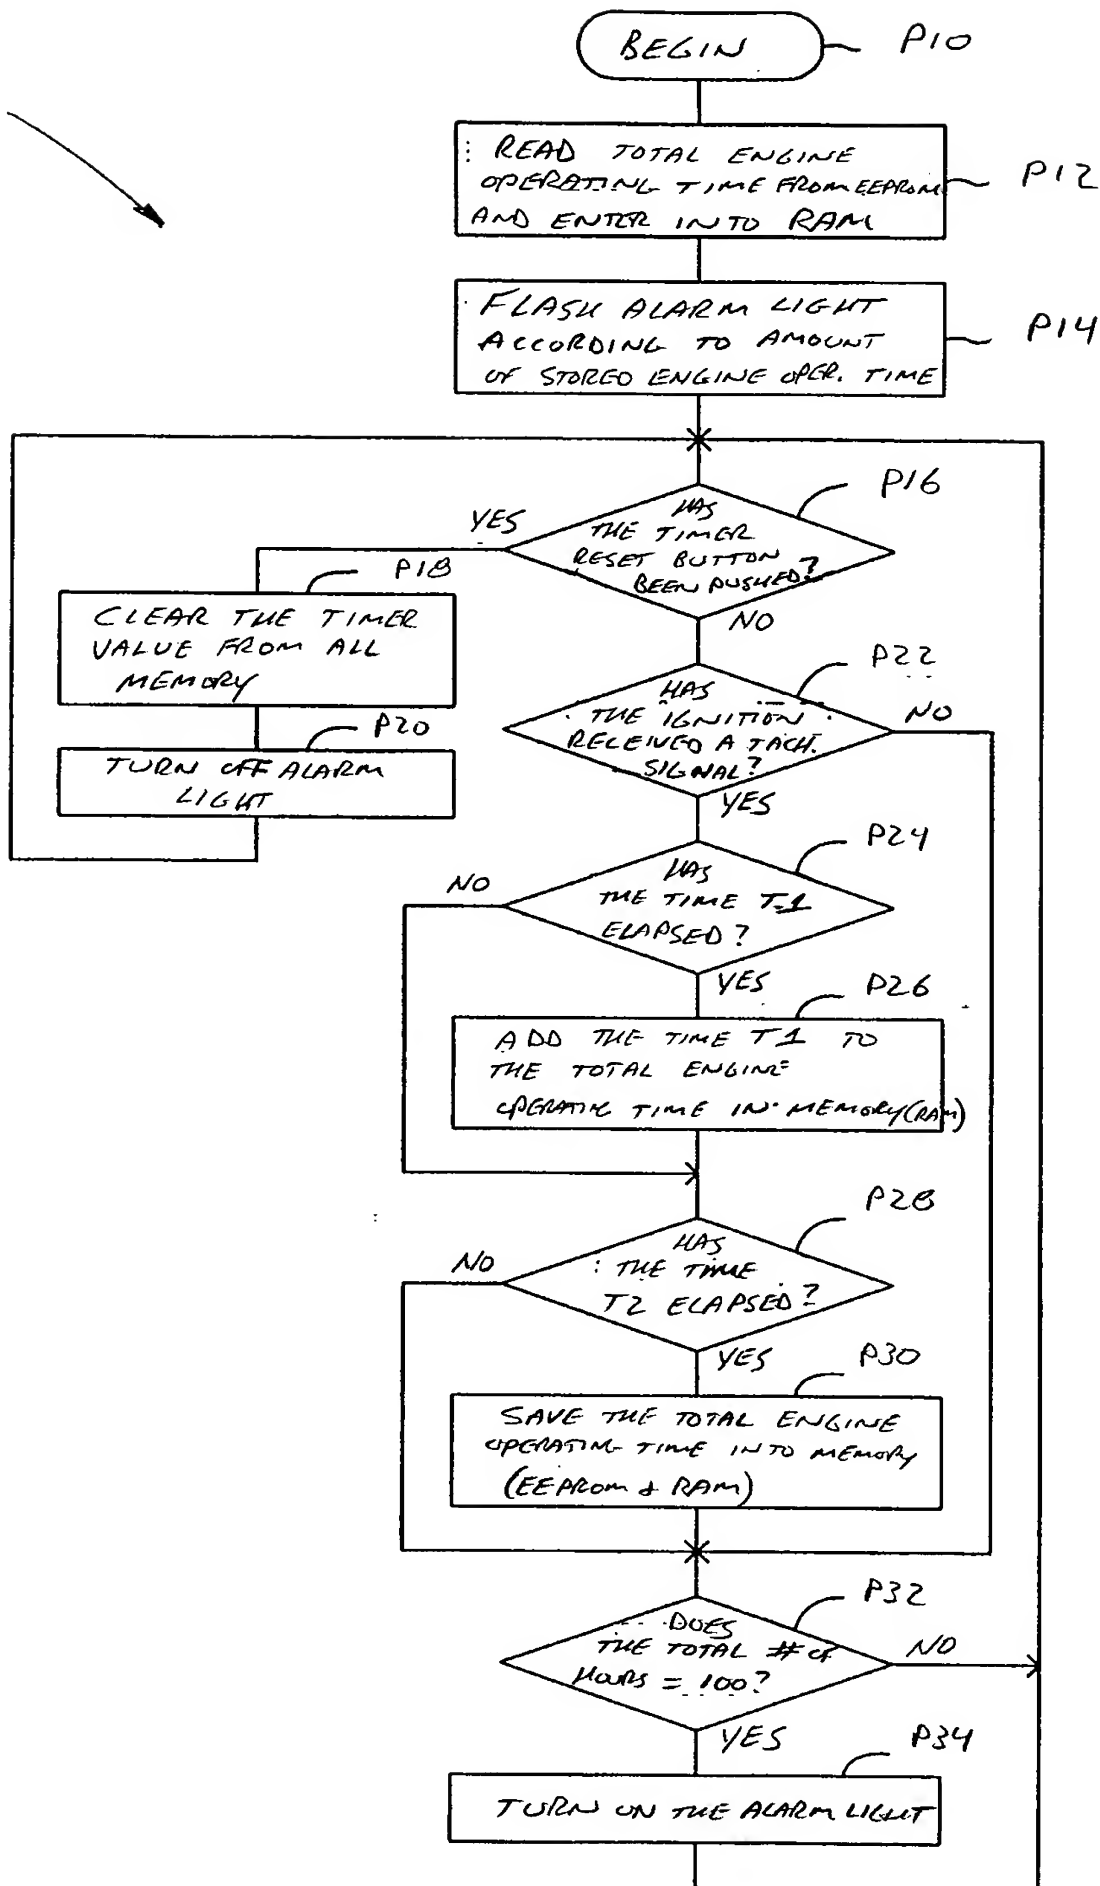 BEGIN
P10
READ TOTAL ENGINE
OPERATING TIME FROM EEPROM
AND ENTER INTO RAM
P12
FLASH ALARM LIGHT
ACCORDING TO AMOUNT
OF STORED ENGINE OPER. TIME
P14
HAS
THE TIMER
RESET BUTTON
BEEN PUSHED?
P16
YES
NO
P18
CLEAR THE TIMER
VALUE FROM ALL
MEMORY
P20
TURN OFF ALARM
LIGHT
P22
HAS
THE IGNITION
RECEIVED A TACH.
SIGNAL?
NO
YES
P24
HAS
THE TIME T1
ELAPSED?
NO
YES
P26
ADD THE TIME T1 TO
THE TOTAL ENGINE
OPERATING TIME IN MEMORY (RAM)
P28
HAS
THE TIME
T2 ELAPSED?
NO
YES
P30
SAVE THE TOTAL ENGINE
OPERATING TIME INTO MEMORY
(EEPROM & RAM)
P32
DOES
THE TOTAL # OF
HOURS = 100?
NO
YES
P34
TURN ON THE ALARM LIGHT